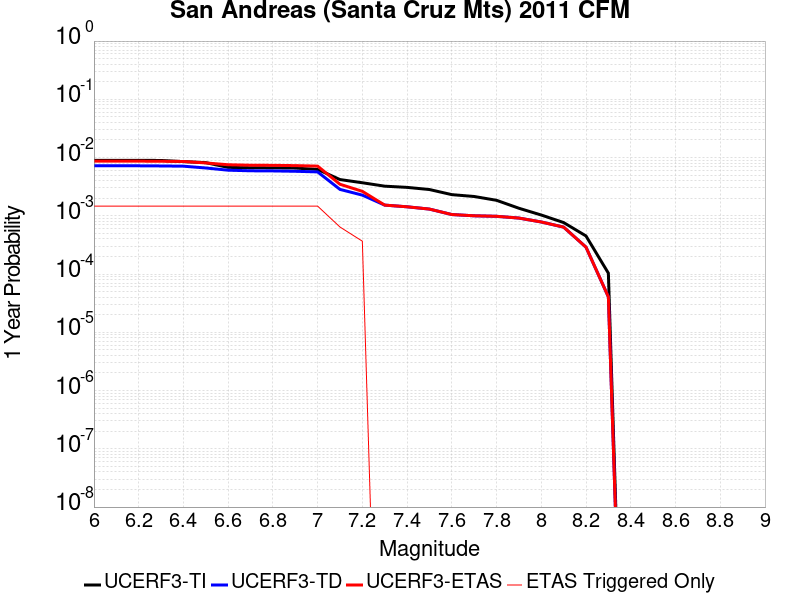 San Andreas (Santa Cruz Mts) 2011 CFM
10^0
10^-1
10^-2
10^-3
10^-4
10^-5
10^-6
10^-7
10^-8
1 Year Probability
6 6.2 6.4 6.6 6.8 7 7.2 7.4 7.6 7.8 8 8.2 8.4 8.6 8.8 9
Magnitude
UCERF3-TI UCERF3-TD UCERF3-ETAS ETAS Triggered Only